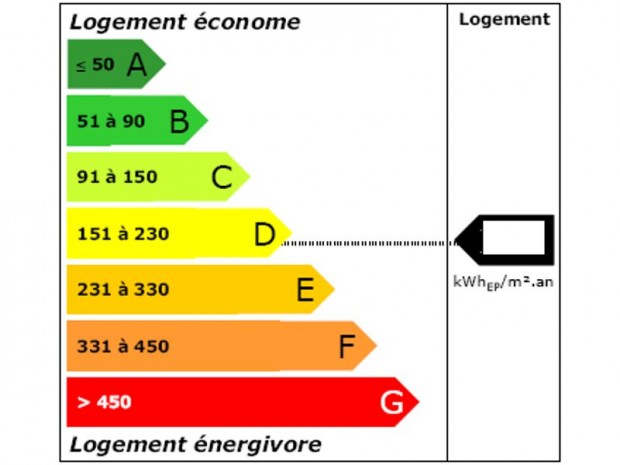 Logement économe
Logement
≤ 50 A
51 à 90 B
91 à 150 C
151 à 230 D
231 à 330 E
331 à 450 F
> 450 G
kWhEP/m².an
Logement énergivore